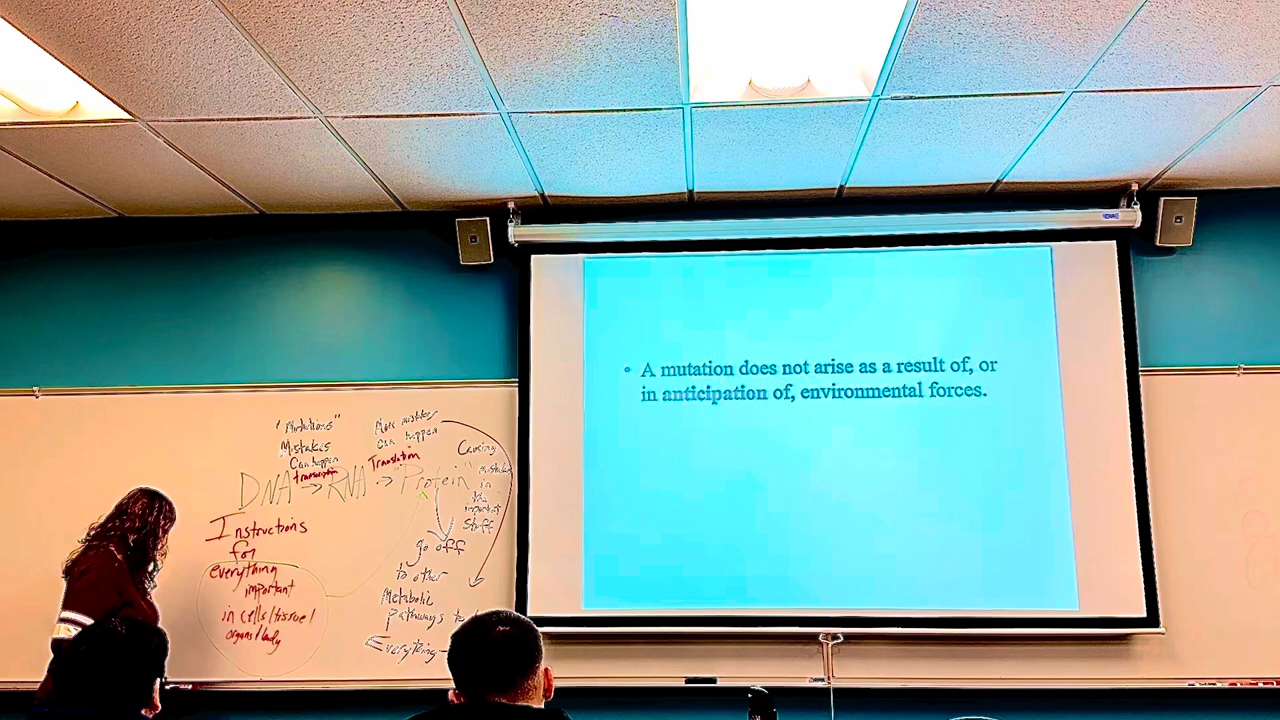 "Mutations"
Mistakes
Can happen
transcription
More mistakes
Can happen
Translation
DNA → RNA → "Protein"
Causing
mistakes
in
the
important
stuff
Instructions
for
everything
important
in cells/tissue/
organs/body
go off
to other
Metabolic
pathways to
Everything
• A mutation does not arise as a result of, or
in anticipation of, environmental forces.